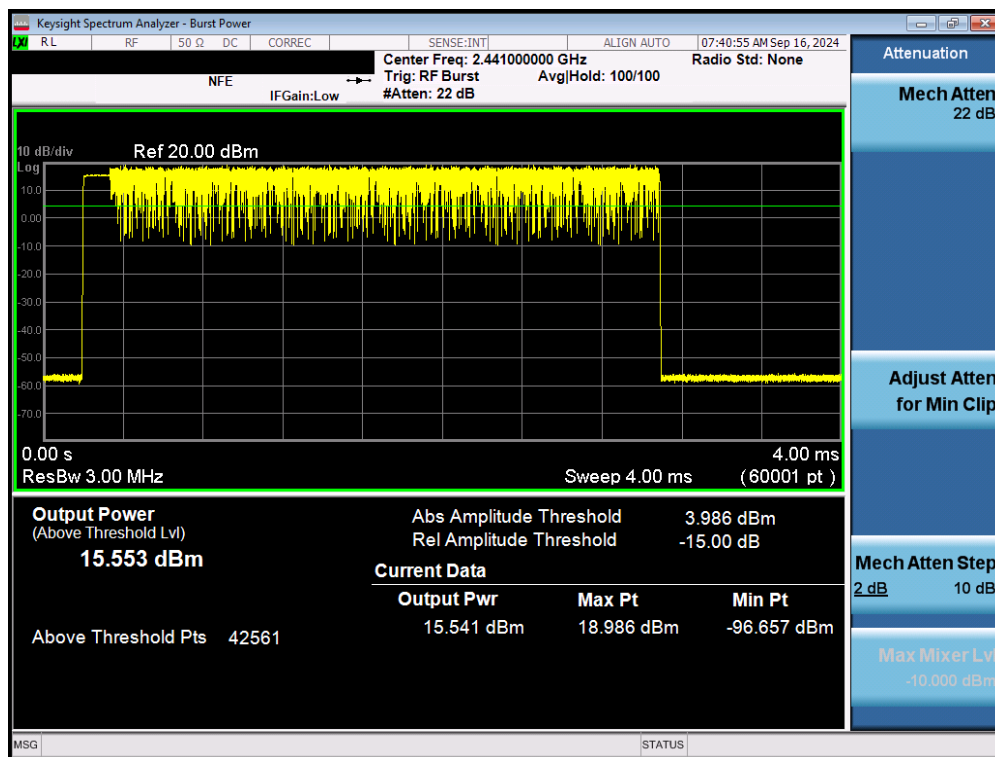 Keysight Spectrum Analyzer - Burst Power
LXI RL RF 50 Ω DC CORREC SENSE:INT ALIGN AUTO 07:40:55 AM Sep 16, 2024
Center Freq: 2.441000000 GHz Radio Std: None
NFE Trig: RF Burst Avg|Hold: 100/100
IFGain:Low #Atten: 22 dB
Attenuation
Mech Atten
22 dB
10 dB/div Ref 20.00 dBm
Log
10.0
0.00
-10.0
-20.0
-30.0
-40.0
-50.0
-60.0
-70.0
0.00 s 4.00 ms
ResBw 3.00 MHz Sweep 4.00 ms (60001 pt )
Adjust Atten
for Min Clip
Output Power
(Above Threshold Lvl)
15.553 dBm
Above Threshold Pts 42561
Abs Amplitude Threshold 3.986 dBm
Rel Amplitude Threshold -15.00 dB
Current Data
Output Pwr Max Pt Min Pt
15.541 dBm 18.986 dBm -96.657 dBm
Mech Atten Step
2 dB 10 dB
Max Mixer Lvl
-10.000 dBm
MSG STATUS